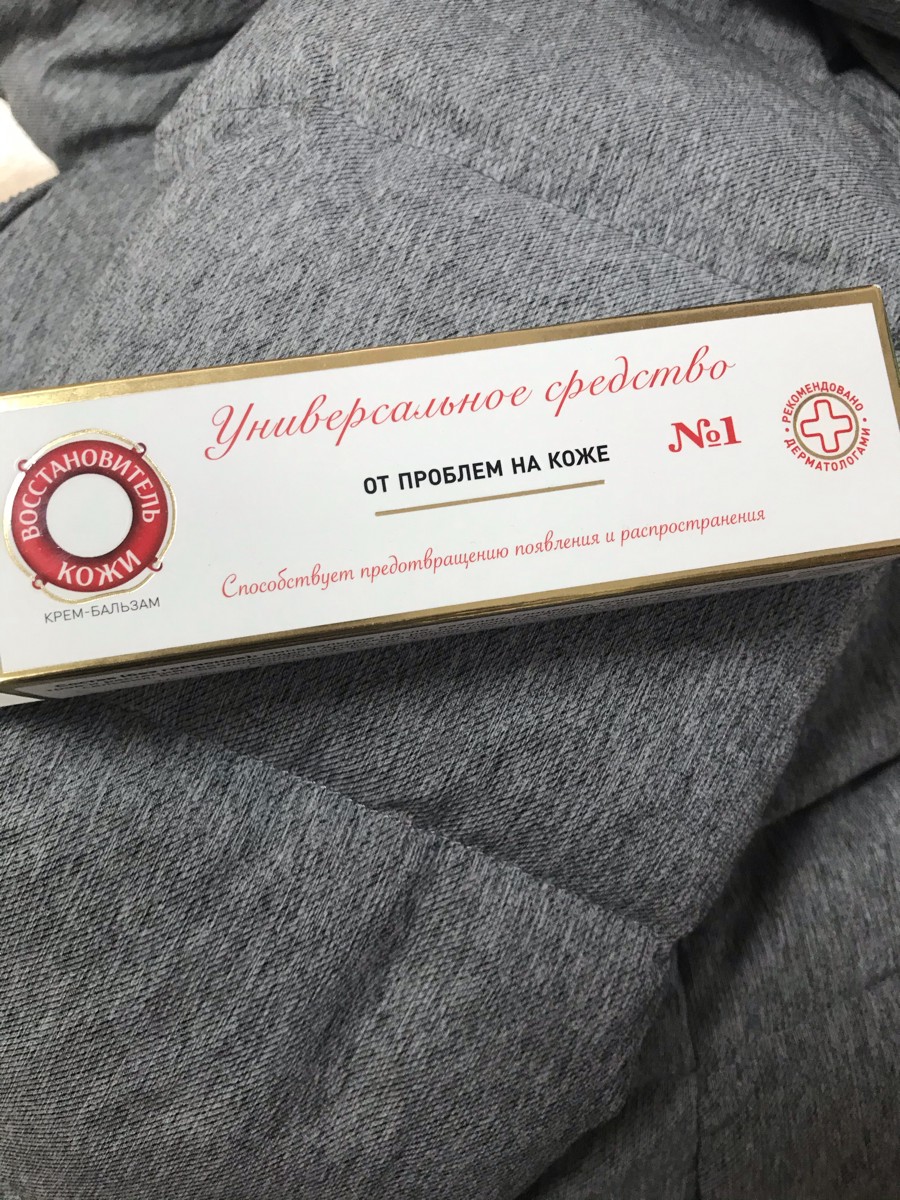 Универсальное средство
№1
ОТ ПРОБЛЕМ НА КОЖЕ
Способствует предотвращению появления и распространения
ВОССТАНОВИТЕЛЬ
КОЖИ
КРЕМ-БАЛЬЗАМ
РЕКОМЕНДОВАНО
ДЕРМАТОЛОГАМИ